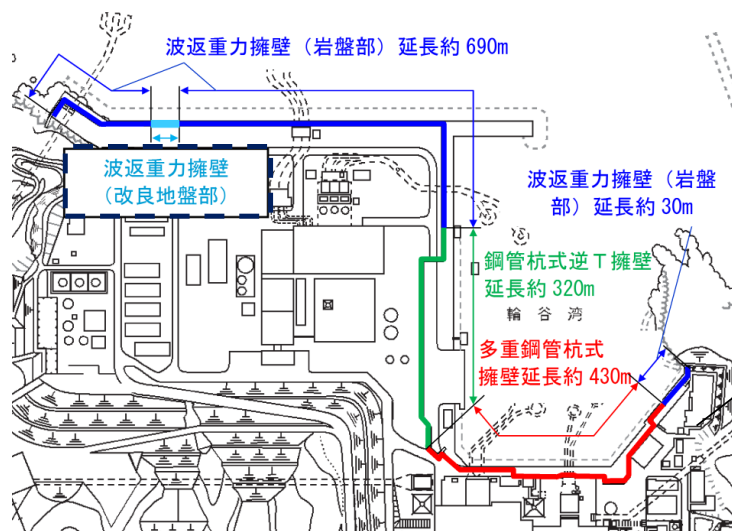 波返重力擁壁（岩盤部）延長約 690m
波返重力擁壁
（改良地盤部）
波返重力擁壁（岩盤
部）延長約 30m
鋼管杭式逆Ｔ擁壁
延長約 320m
輪谷湾
多重鋼管杭式
擁壁延長約 430m